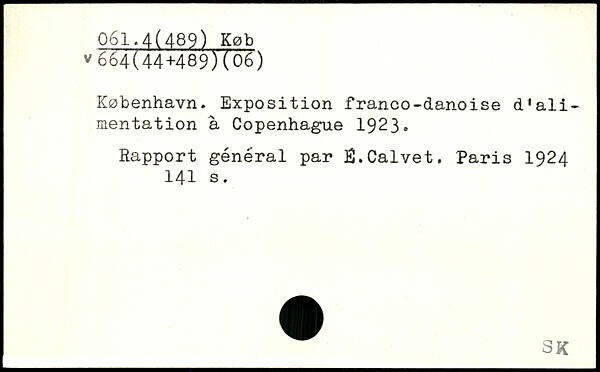 061.4(489) Køb
v 664(44+489)(06)
København. Exposition franco-danoise d'ali-
mentation à Copenhague 1923.
Rapport général par É.Calvet. Paris 1924
141 s.
SK